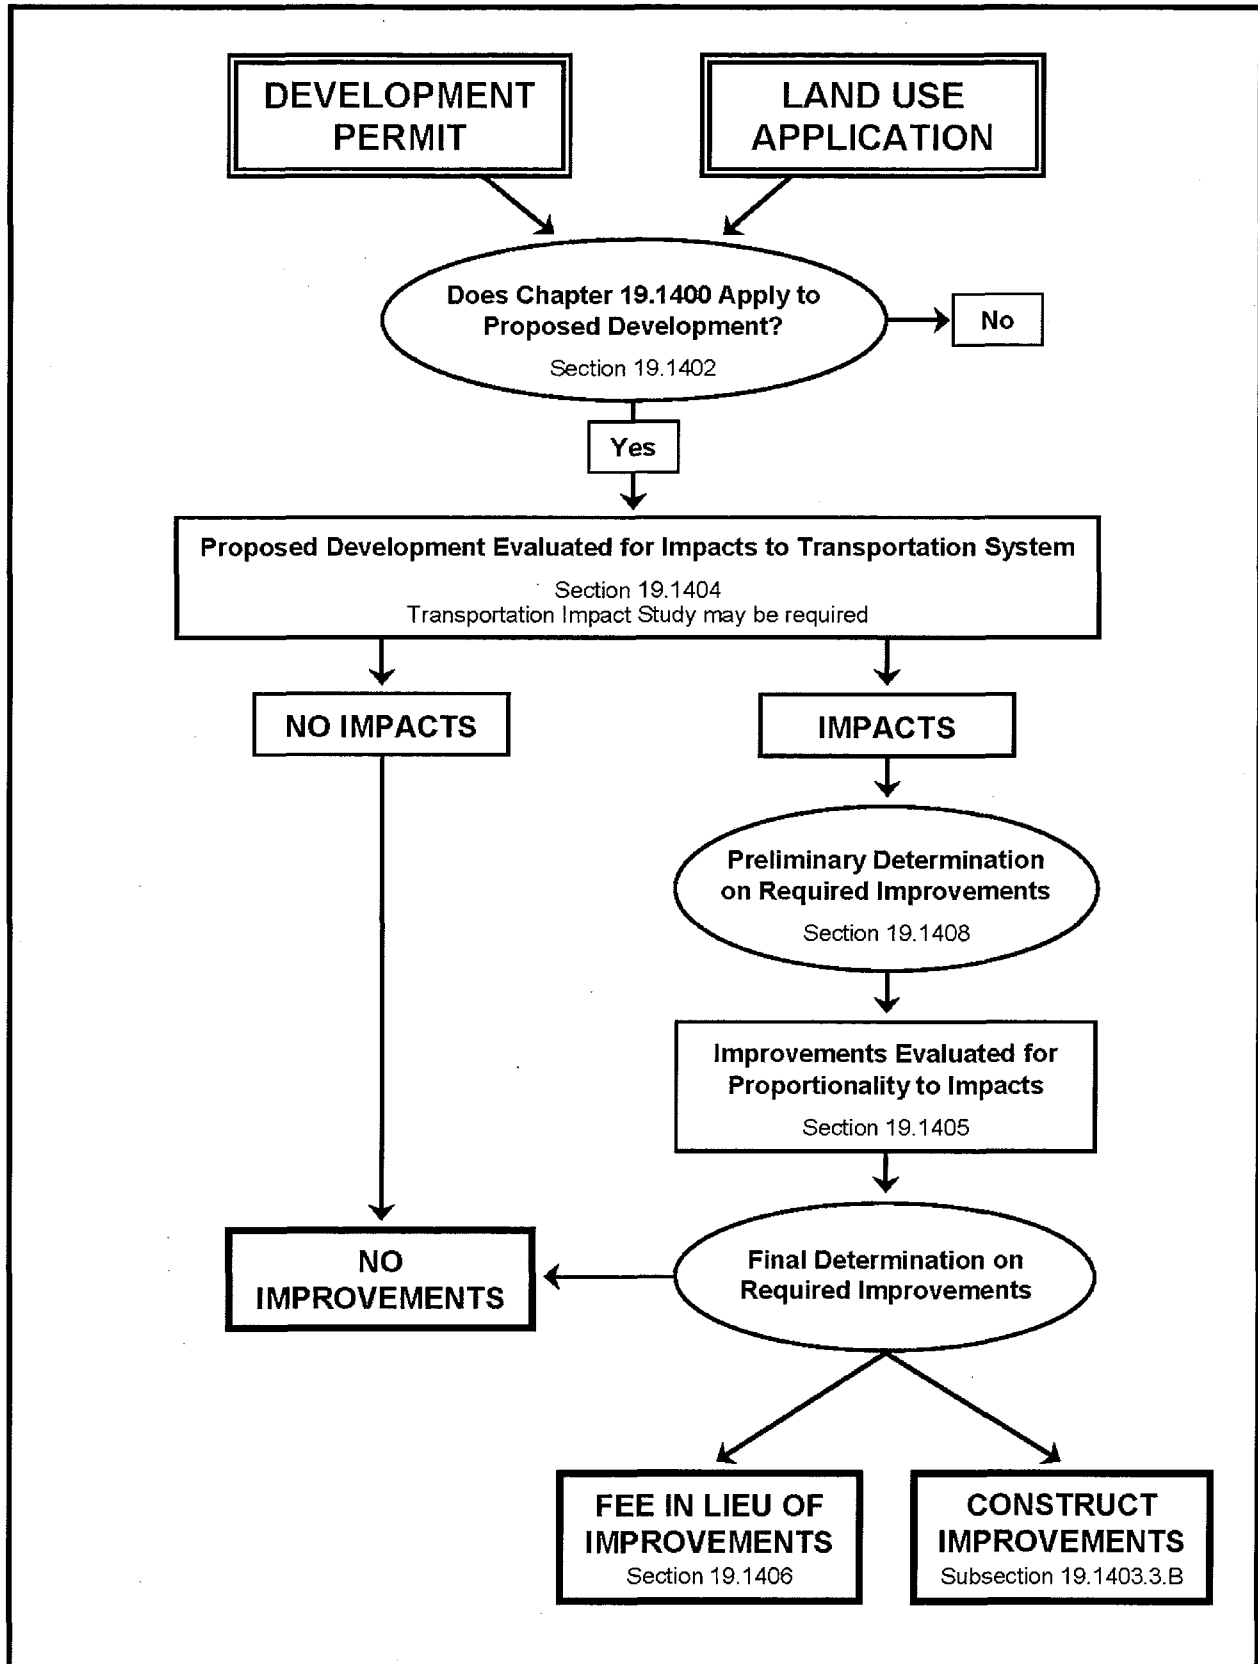 DEVELOPMENT
PERMIT
LAND USE
APPLICATION
Does Chapter 19.1400 Apply to
Proposed Development?
Section 19.1402
No
Yes
Proposed Development Evaluated for Impacts to Transportation System
Section 19.1404
Transportation Impact Study may be required
NO IMPACTS
IMPACTS
Preliminary Determination
on Required Improvements
Section 19.1408
Improvements Evaluated for
Proportionality to Impacts
Section 19.1405
Final Determination on
Required Improvements
NO
IMPROVEMENTS
FEE IN LIEU OF
IMPROVEMENTS
Section 19.1406
CONSTRUCT
IMPROVEMENTS
Subsection 19.1403.3.B